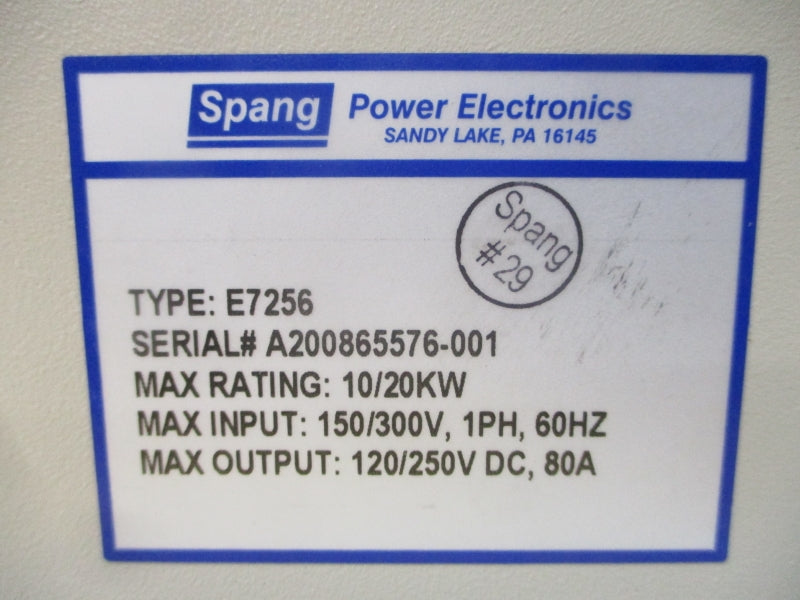 Spang Power Electronics
SANDY LAKE, PA 16145
Spang
#29
TYPE: E7256
SERIAL# A200865576-001
MAX RATING: 10/20KW
MAX INPUT: 150/300V, 1PH, 60HZ
MAX OUTPUT: 120/250V DC, 80A